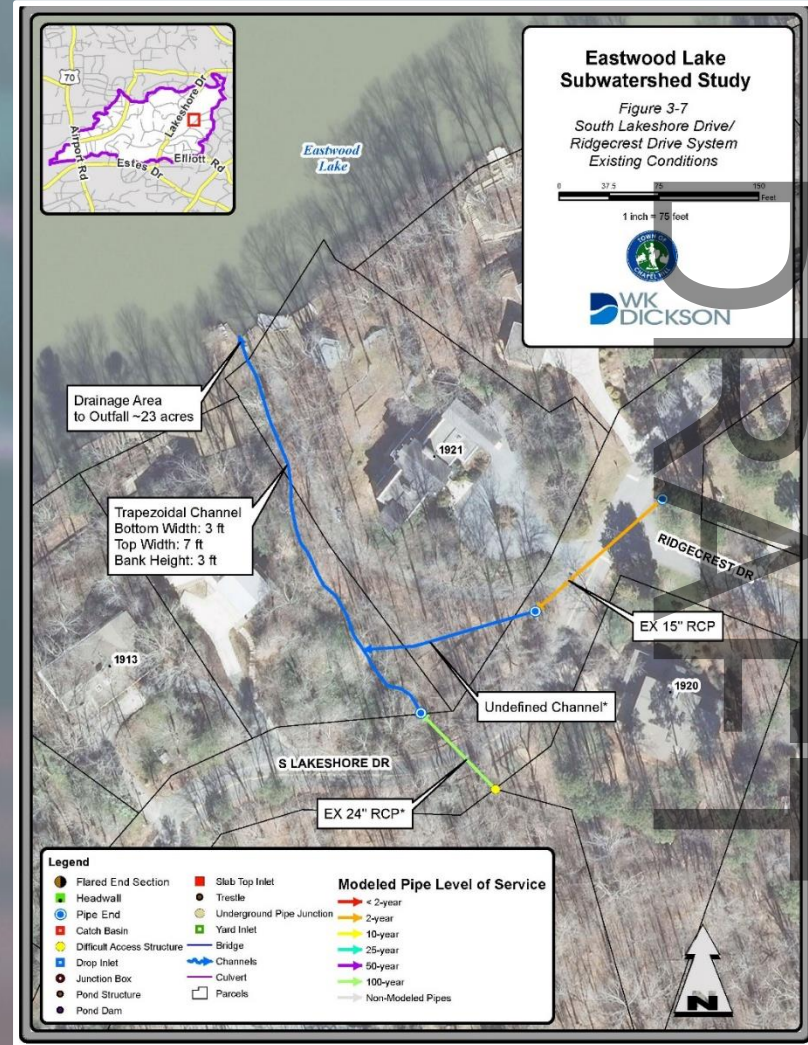 Eastwood Lake
Subwatershed Study
Figure 3-7
South Lakeshore Drive/
Ridgecrest Drive System
Existing Conditions
0 37.5 75 150
Feet
1 inch = 75 feet
TOWN OF
CHAPEL HILL
WK
DICKSON
70
Airport Rd
Lakeshore Dr
Estes Dr
Elliott Rd
Eastwood
Lake
Drainage Area
to Outfall ~23 acres
1921
Trapezoidal Channel
Bottom Width: 3 ft
Top Width: 7 ft
Bank Height: 3 ft
RIDGECREST DR
EX 15" RCP
1913
1920
Undefined Channel*
S LAKESHORE DR
EX 24" RCP*
Legend
Flared End Section
Headwall
Pipe End
Catch Basin
Difficult Access Structure
Drop Inlet
Junction Box
Pond Structure
Pond Dam
Slab Top Inlet
Trestle
Underground Pipe Junction
Yard Inlet
Bridge
Channels
Culvert
Parcels
Modeled Pipe Level of Service
< 2-year
2-year
10-year
25-year
50-year
100-year
Non-Modeled Pipes
N
DRAFT